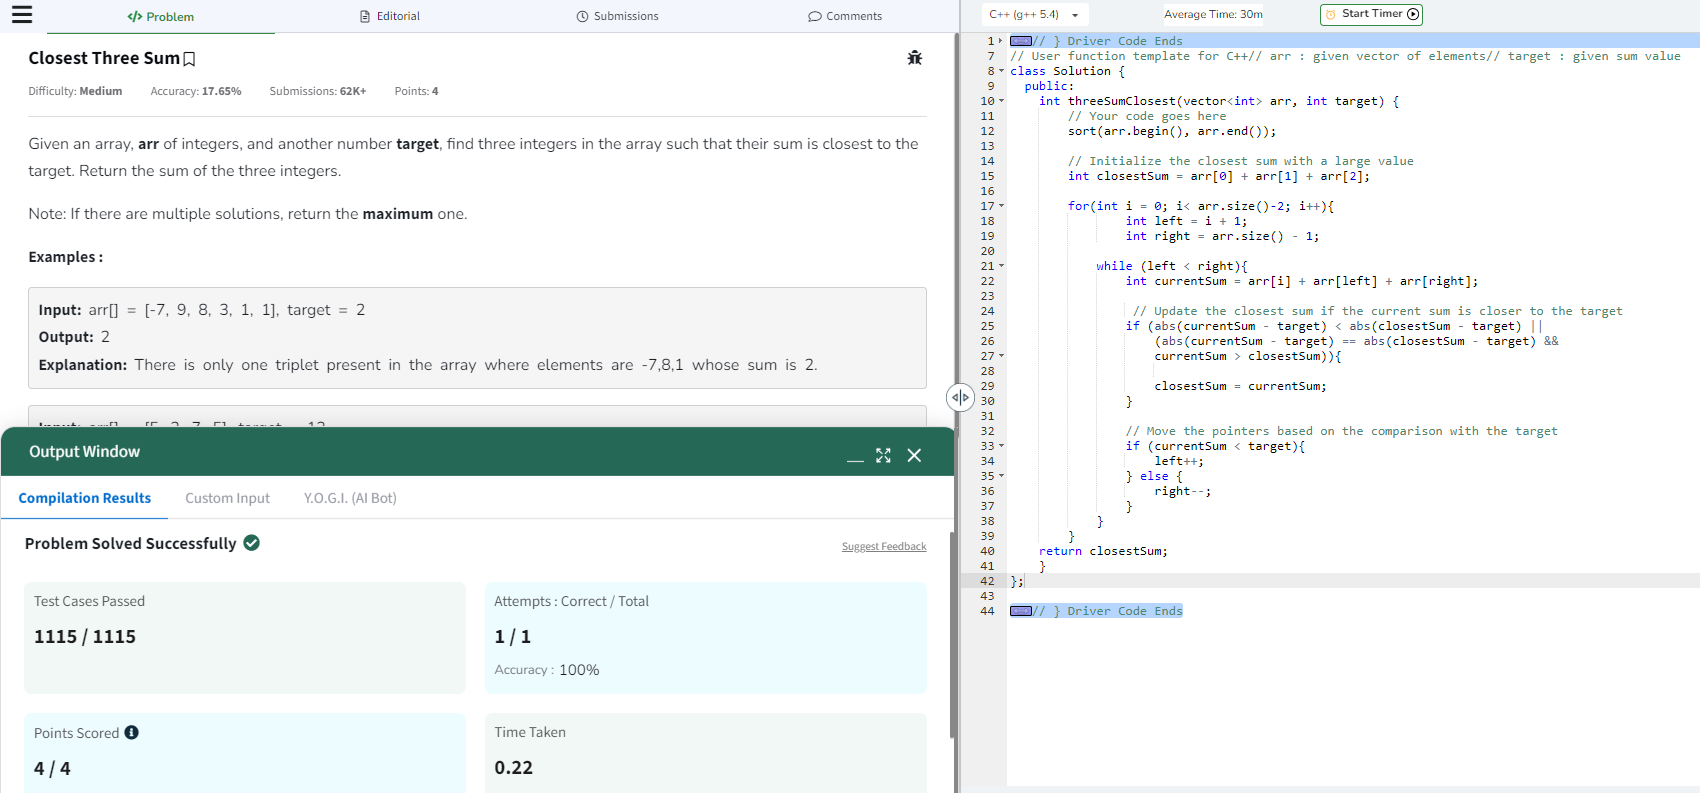 Problem
Editorial
Submissions
Comments
Closest Three Sum
Difficulty: Medium Accuracy: 17.65% Submissions: 62K+ Points: 4
Given an array, arr of integers, and another number target, find three integers in the array such that their sum is closest to the
target. Return the sum of the three integers.
Note: If there are multiple solutions, return the maximum one.
Examples :
Input: arr[] = [-7, 9, 8, 3, 1, 1], target = 2
Output: 2
Explanation: There is only one triplet present in the array where elements are -7,8,1 whose sum is 2.
Output Window
Compilation Results
Custom Input
Y.O.G.I. (AI Bot)
Problem Solved Successfully
Suggest Feedback
Test Cases Passed
1115 / 1115
Attempts : Correct / Total
1 / 1
Accuracy : 100%
Points Scored
4 / 4
Time Taken
0.22
C++ (g++ 5.4)
Average Time: 30m
Start Timer
1 // } Driver Code Ends
7 // User function template for C++// arr : given vector of elements// target : given sum value
8 class Solution {
9 public:
10 int threeSumClosest(vector<int> arr, int target) {
11 // Your code goes here
12 sort(arr.begin(), arr.end());
13
14 // Initialize the closest sum with a large value
15 int closestSum = arr[0] + arr[1] + arr[2];
16
17 for(int i = 0; i< arr.size()-2; i++){
18 int left = i + 1;
19 int right = arr.size() - 1;
20
21 while (left < right){
22 int currentSum = arr[i] + arr[left] + arr[right];
23
24 // Update the closest sum if the current sum is closer to the target
25 if (abs(currentSum - target) < abs(closestSum - target) ||
26 (abs(currentSum - target) == abs(closestSum - target) &&
27 currentSum > closestSum)){
28
29 closestSum = currentSum;
30 }
31
32 // Move the pointers based on the comparison with the target
33 if (currentSum < target){
34 left++;
35 } else {
36 right--;
37 }
38 }
39 }
40 return closestSum;
41 }
42 };
43
44 // } Driver Code Ends